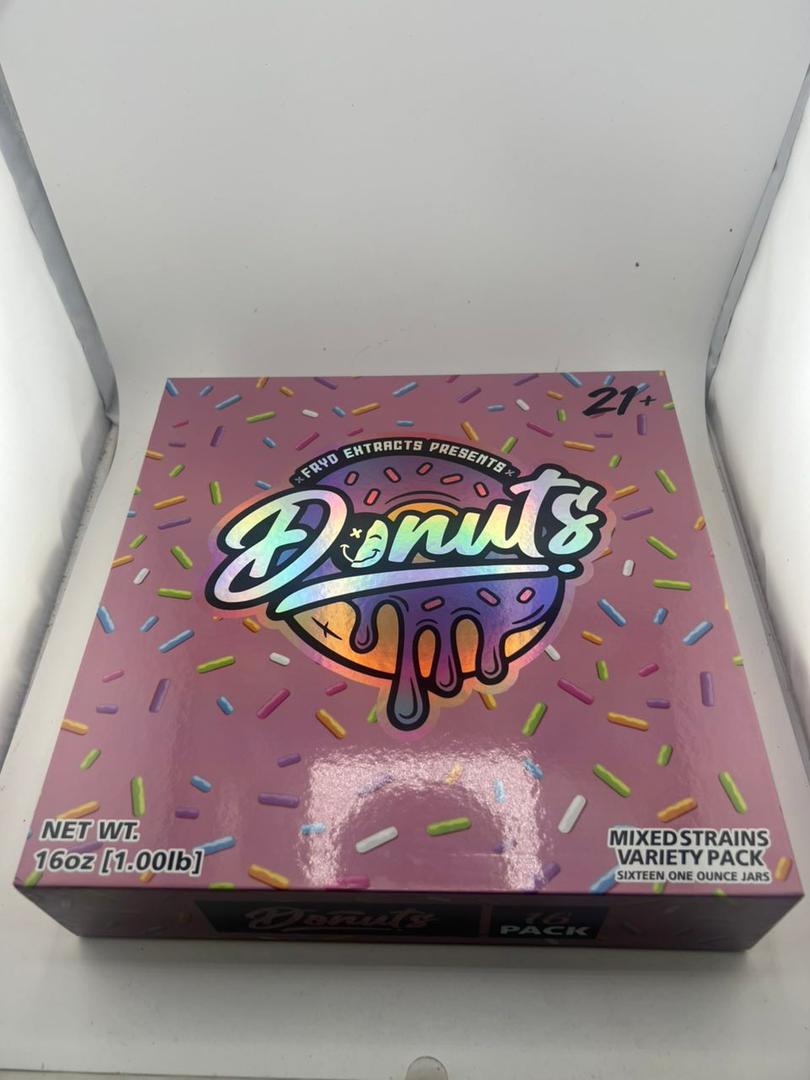 21+
FRYD EXTRACTS PRESENTS
Donuts
NET WT.
16oz [1.00lb]
MIXED STRAINS
VARIETY PACK
SIXTEEN ONE OUNCE JARS
Donuts
16
PACK